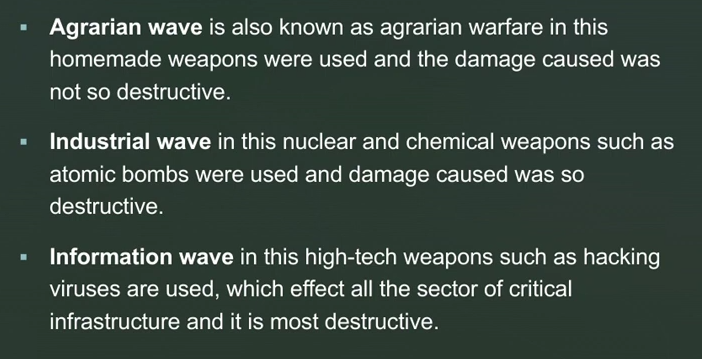 ▪ Agrarian wave is also known as agrarian warfare in this
homemade weapons were used and the damage caused was
not so destructive.
▪ Industrial wave in this nuclear and chemical weapons such as
atomic bombs were used and damage caused was so
destructive.
▪ Information wave in this high-tech weapons such as hacking
viruses are used, which effect all the sector of critical
infrastructure and it is most destructive.